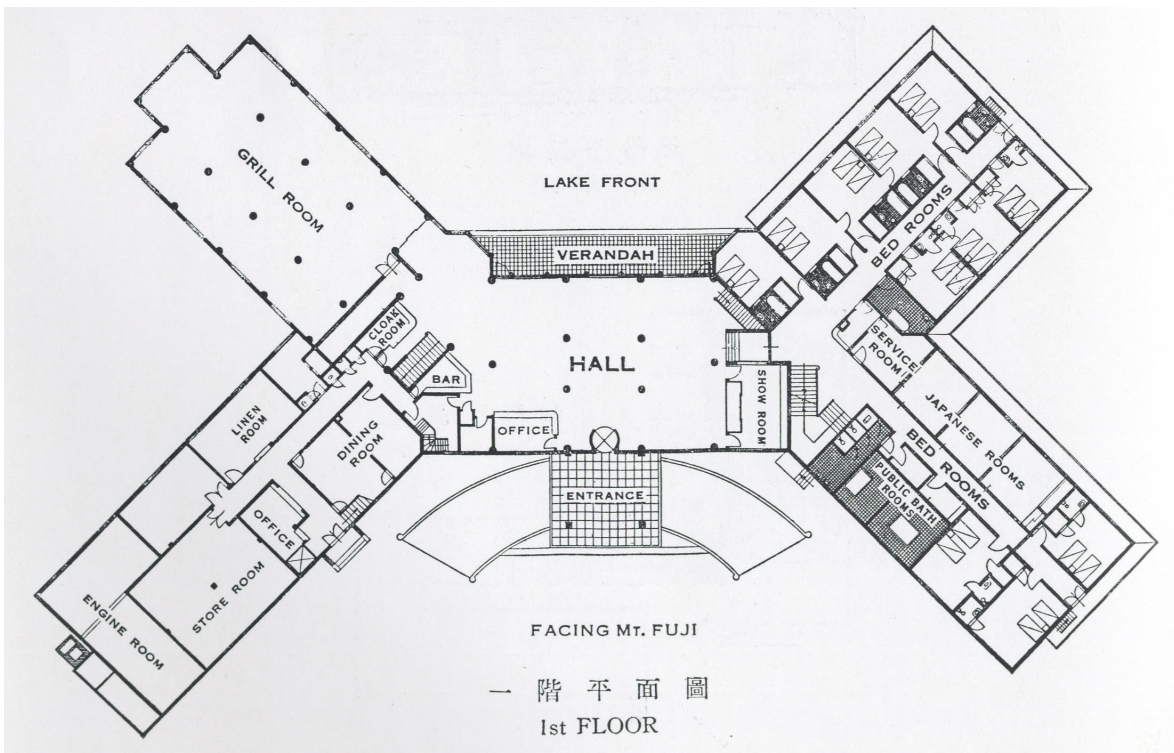 LAKE FRONT
VERANDAH
GRILL ROOM
BED ROOMS
CLOAK
ROOM
SERVICE
ROOM
HALL
BAR
SHOW ROOM
LINEN
ROOM
OFFICE
JAPANESE ROOMS
BED ROOMS
DINING
ROOM
PUBLIC BATH
ROOMS
ENTRANCE
OFFICE
STORE ROOM
ENGINE ROOM
FACING MT. FUJI
一階平面圖
1st FLOOR